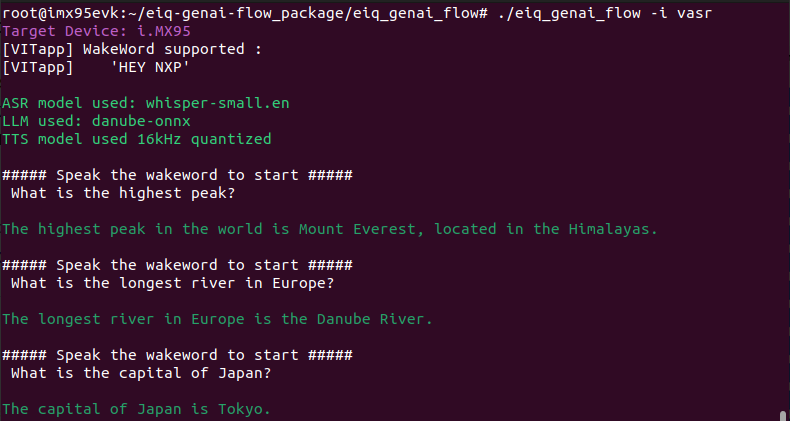 root@imx95evk:~/eiq-genai-flow_package/eiq_genai_flow# ./eiq_genai_flow -i vasr
Target Device: i.MX95
[VITapp] WakeWord supported :
[VITapp]    'HEY NXP'
ASR model used: whisper-small.en
LLM used: danube-onnx
TTS model used 16kHz quantized
##### Speak the wakeword to start #####
What is the highest peak?
The highest peak in the world is Mount Everest, located in the Himalayas.
##### Speak the wakeword to start #####
What is the longest river in Europe?
The longest river in Europe is the Danube River.
##### Speak the wakeword to start #####
What is the capital of Japan?
The capital of Japan is Tokyo.